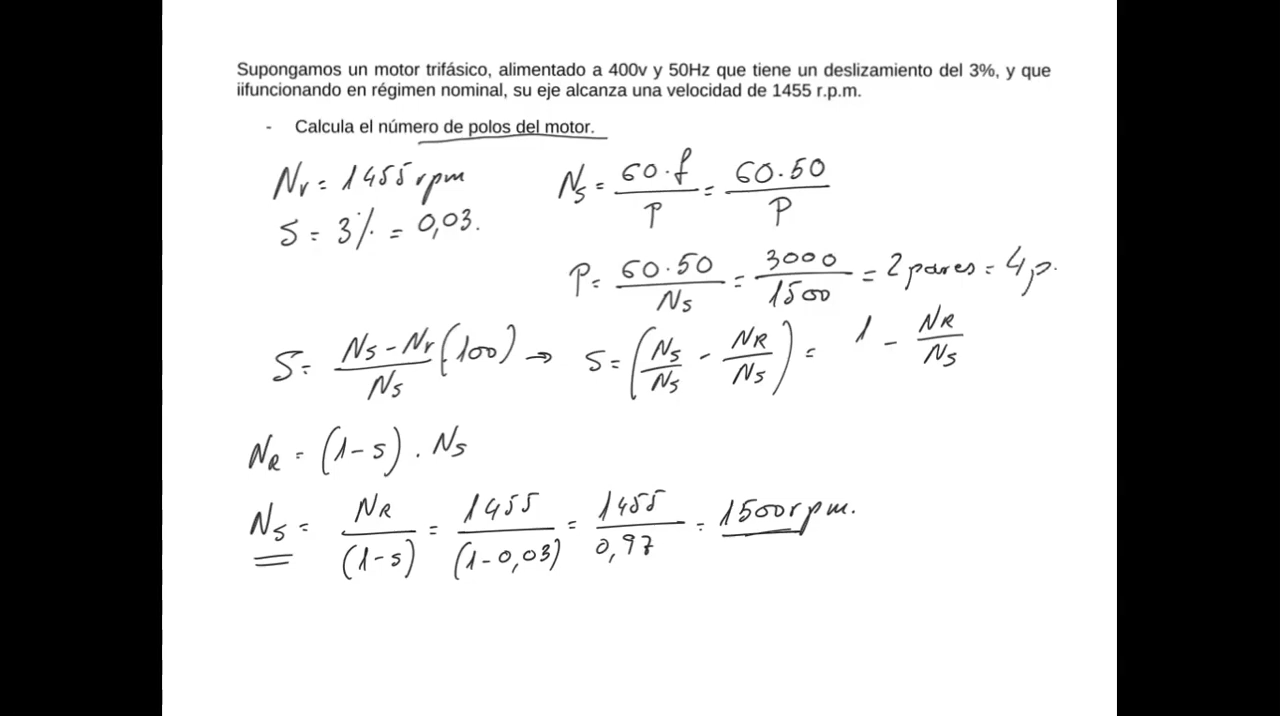 Supongamos un motor trifásico, alimentado a 400v y 50Hz que tiene un deslizamiento del 3%, y que
iifuncionando en régimen nominal, su eje alcanza una velocidad de 1455 r.p.m.
- Calcula el número de polos del motor.
Nr = 1455 rpm
S = 3% = 0,03.
Ns = 60·f / P = 60·50 / P
P = 60·50 / Ns = 3000 / 1500 = 2 pares = 4 p.
S = Ns - Nr / Ns (·100) → S = (Ns / Ns - NR / Ns) = 1 - NR / Ns
NR = (1-s) · Ns
Ns = NR / (1-s) = 1455 / (1-0,03) = 1455 / 0,97 = 1500 rpm.